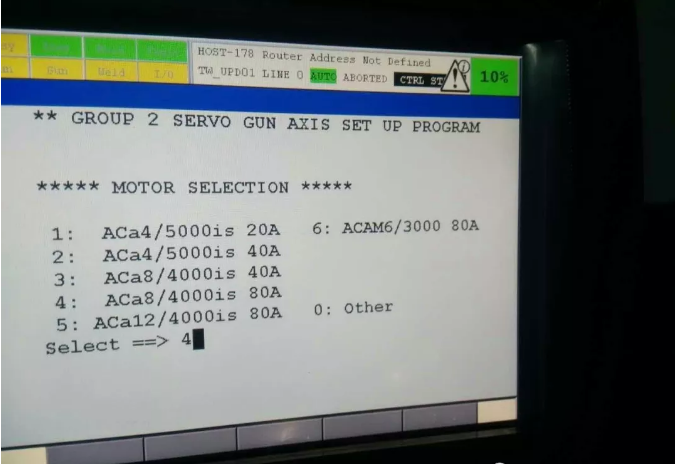 HOST-178 Router Address Not Defined
TW_UPD01 LINE 0 AUTO ABORTED CTRL ST
10%
Gun Weld I/O
** GROUP 2 SERVO GUN AXIS SET UP PROGRAM
***** MOTOR SELECTION *****
1: ACa4/5000is 20A 6: ACAM6/3000 80A
2: ACa4/5000is 40A
3: ACa8/4000is 40A
4: ACa8/4000is 80A
5: ACa12/4000is 80A 0: Other
Select ==> 4